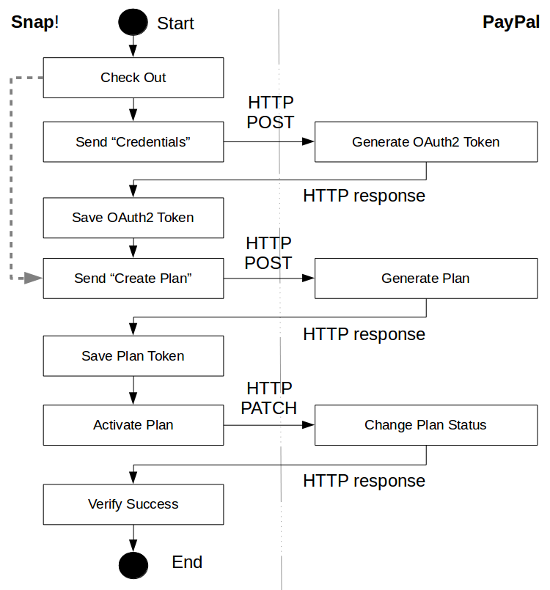 Snap!
Start
PayPal
Check Out
HTTP
POST
Send “Credentials”
Generate OAuth2 Token
HTTP response
Save OAuth2 Token
HTTP
POST
Send “Create Plan”
Generate Plan
HTTP response
Save Plan Token
HTTP
PATCH
Activate Plan
Change Plan Status
HTTP response
Verify Success
End